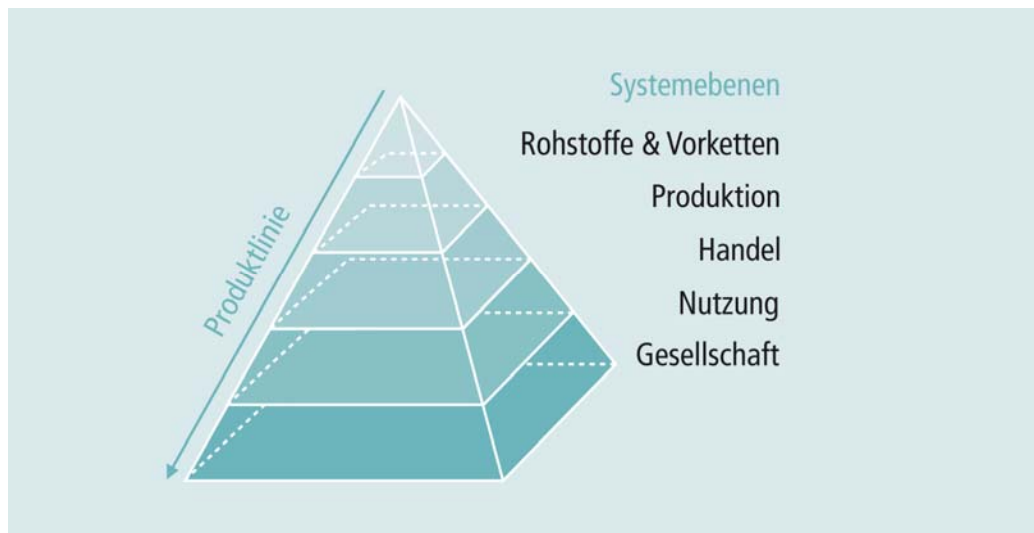 Systemebenen
Rohstoffe & Vorketten
Produktion
Handel
Nutzung
Gesellschaft
Produktlinie